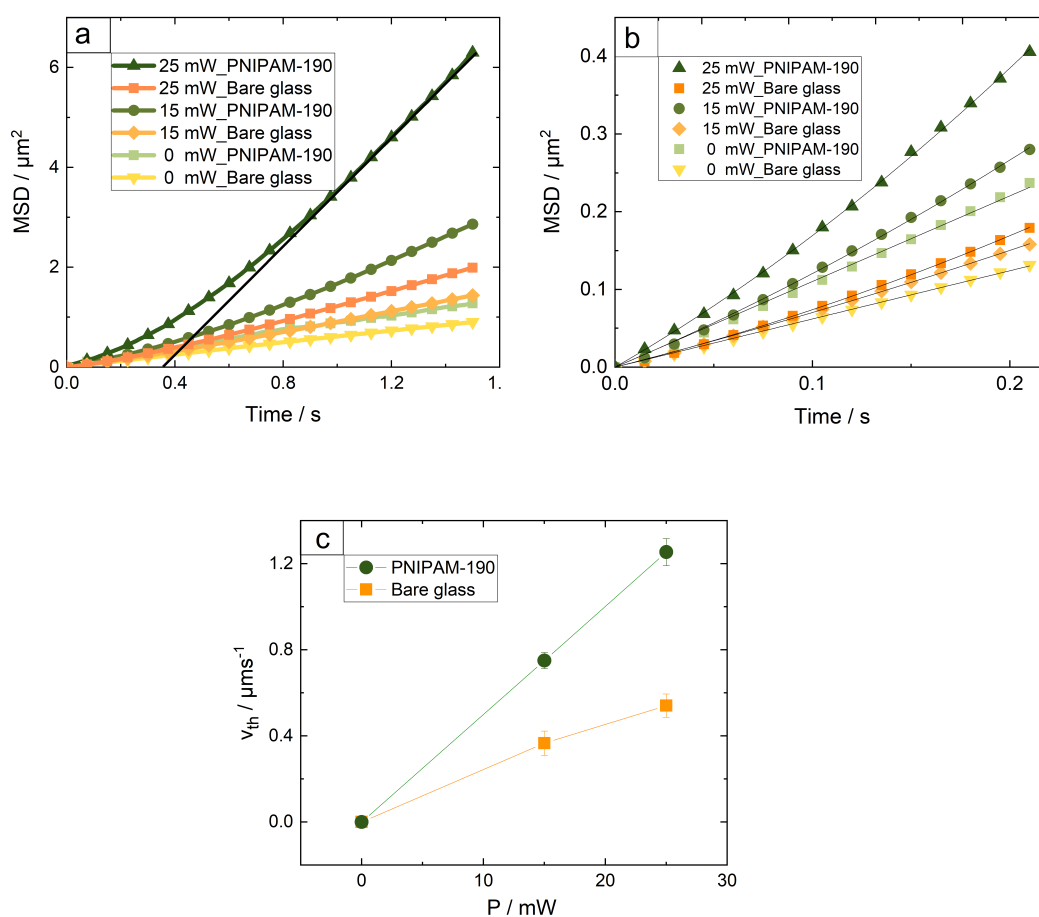 a
MSD / µm²
6
4
2
0
25 mW_PNIPAM-190
25 mW_Bare glass
15 mW_PNIPAM-190
15 mW_Bare glass
0 mW_PNIPAM-190
0 mW_Bare glass
0.0 0.4 0.8 1.2 1.
Time / s
b
MSD / µm²
0.4
0.3
0.2
0.1
0.0
25 mW_PNIPAM-190
25 mW_Bare glass
15 mW_PNIPAM-190
15 mW_Bare glass
0 mW_PNIPAM-190
0 mW_Bare glass
0.1 0.2
Time / s
c
v_th / µms⁻¹
1.2
0.8
0.4
0.0
PNIPAM-190
Bare glass
0 10 20 30
P / mW